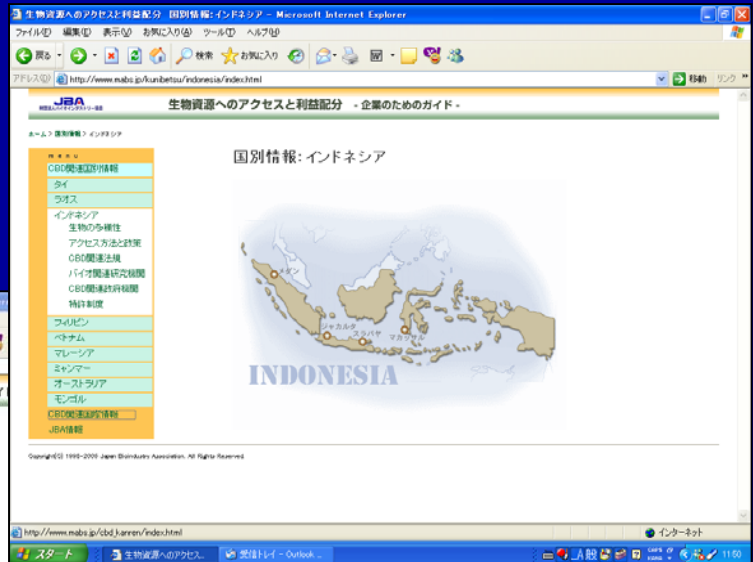 生物資源へのアクセスと利益配分 国別情報:インドネシア - Microsoft Internet Explorer
ファイル(F) 編集(E) 表示(V) お気に入り(A) ツール(T) ヘルプ(H)
戻る 検索 お気に入り
アドレス(D) http://www.mabs.jp/kunibetsu/indonesia/index.html 移動 リンク »
JBA
生物資源へのアクセスと利益配分 - 企業のためのガイド -
ホーム > 国別情報 > インドネシア
menu
CBD関連国別情報
タイ
ラオス
インドネシア
生物の多様性
アクセス方法と政策
CBD関連法規
バイオ関連研究機関
CBD関連政府機関
特許制度
フィリピン
ベトナム
マレーシア
ミャンマー
オーストラリア
モンゴル
CBD関連国際情報
JBA情報
国別情報:インドネシア
メダン
ジャカルタ
スラバヤ
マカッサル
INDONESIA
Copyright(C) 1998-2006 Japan Bioindustry Association. All Rights Reserved.
http://www.mabs.jp/cbd_kanren/index.html インターネット
スタート 生物資源へのアクセス... 受信トレイ - Outlook ... A般 CAPS KANA 11:50